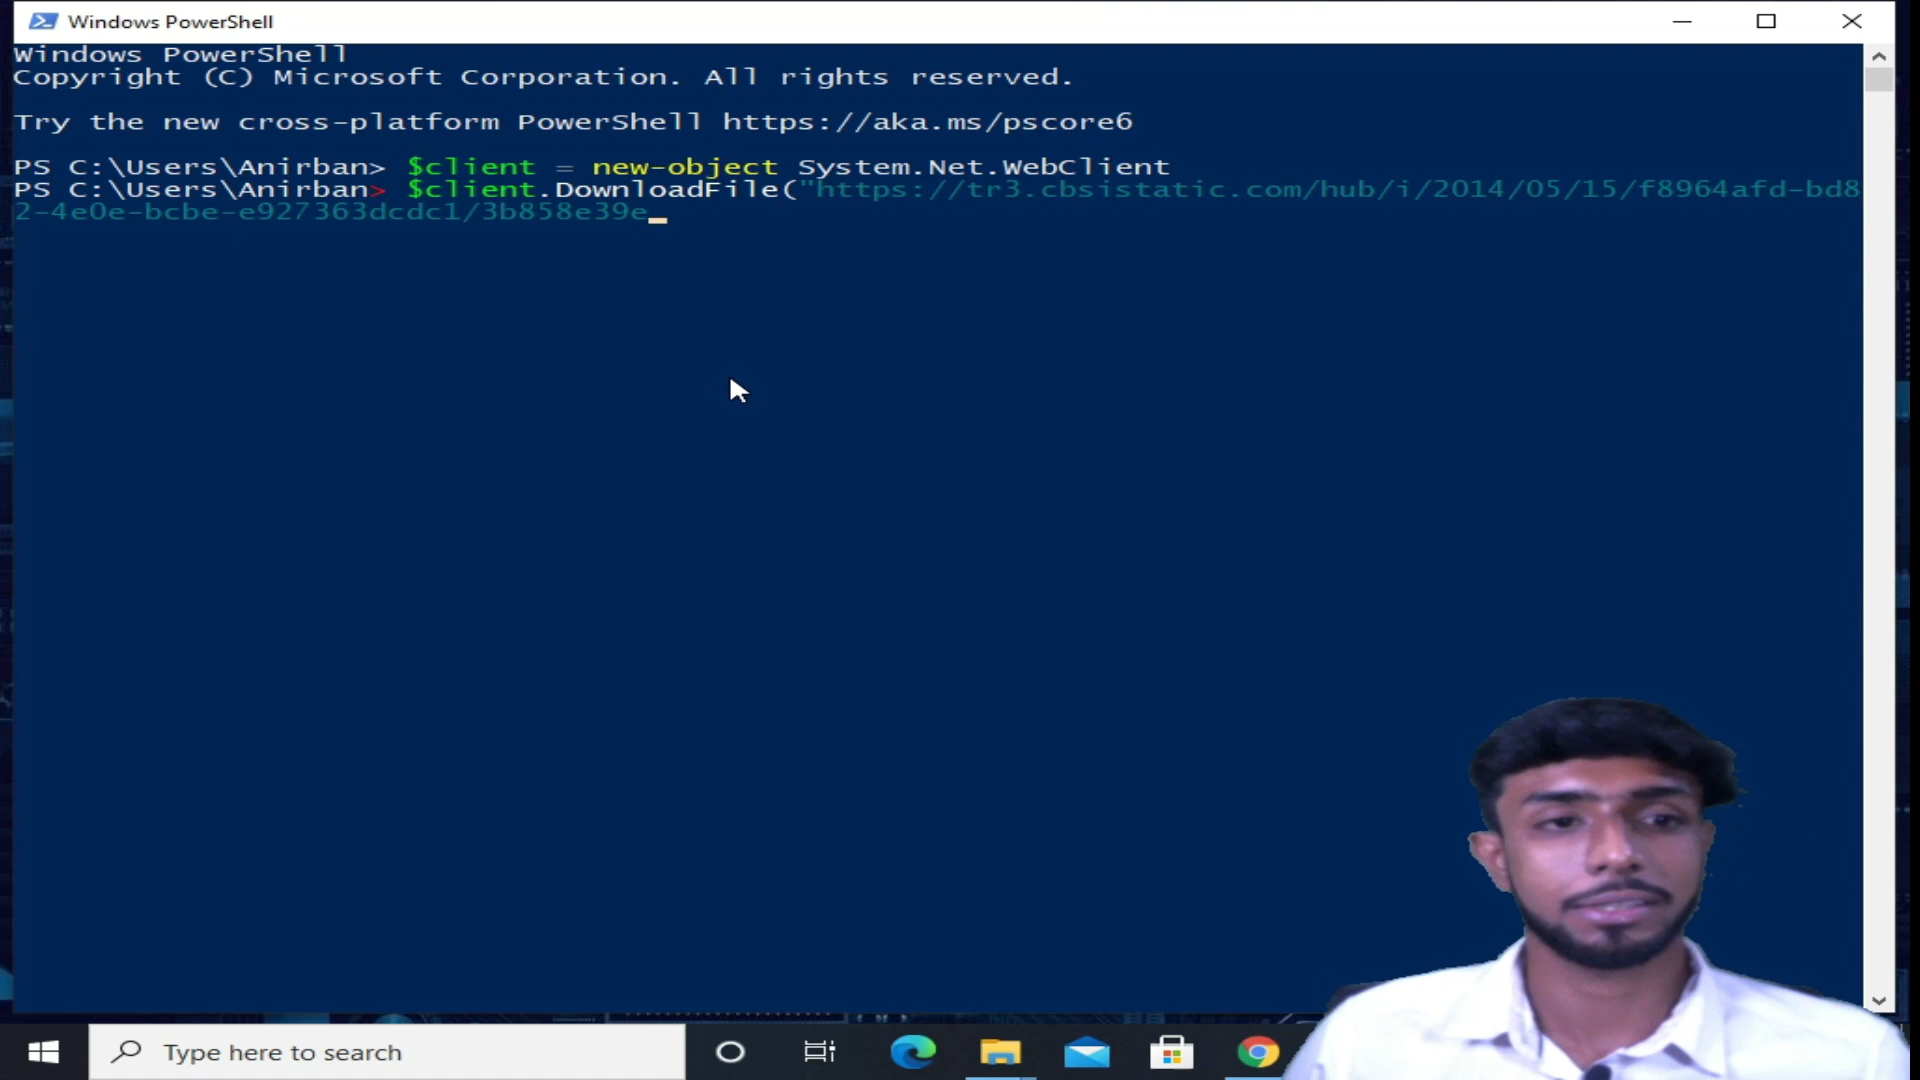 Windows PowerShell
Windows PowerShell
Copyright (C) Microsoft Corporation. All rights reserved.
Try the new cross-platform PowerShell https://aka.ms/pscore6
PS C:\Users\Anirban> $client = new-object System.Net.WebClient
PS C:\Users\Anirban> $client.DownloadFile("https://tr3.cbsistatic.com/hub/i/2014/05/15/f8964afd-bd8
2-4e0e-bcbe-e927363dcdc1/3b858e39e_
Type here to search